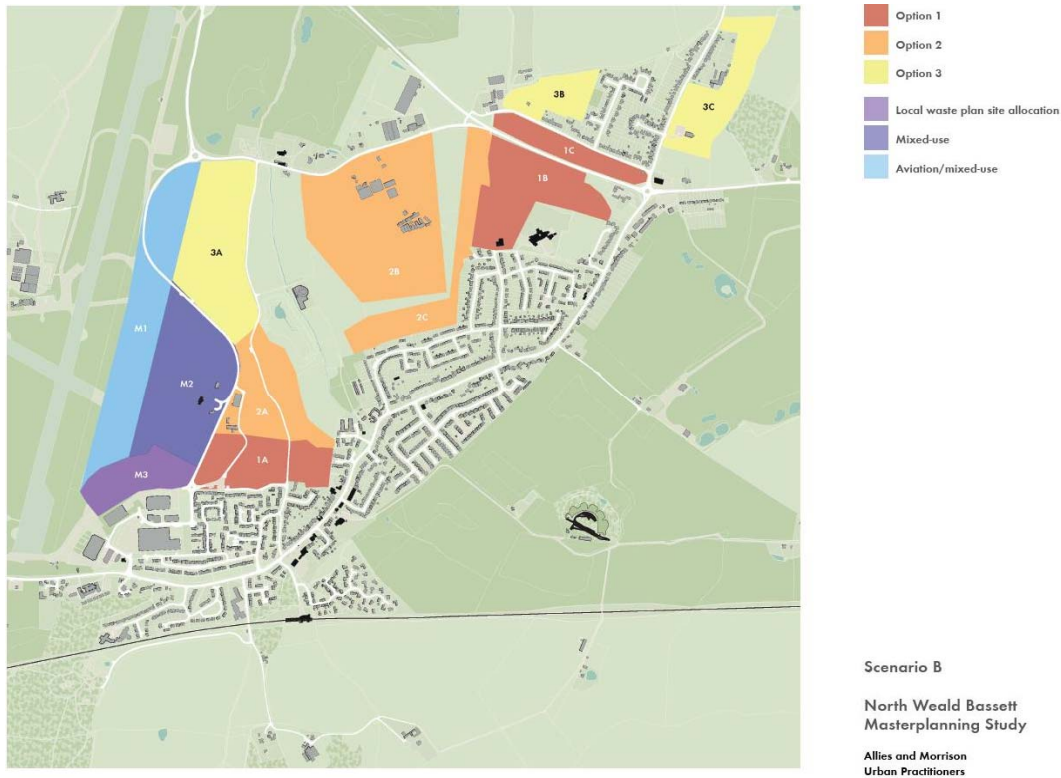 Option 1
Option 2
Option 3
Local waste plan site allocation
Mixed-use
Aviation/mixed-use
3B
3C
1C
1B
3A
2B
2C
M1
M2
2A
1A
M3
Scenario B
North Weald Bassett
Masterplanning Study
Allies and Morrison
Urban Practitioners